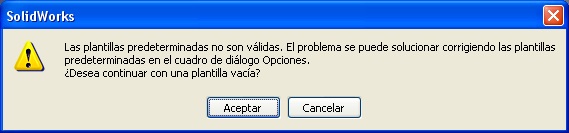 SolidWorks
Las plantillas predeterminadas no son válidas. El problema se puede solucionar corrigiendo las plantillas
predeterminadas en el cuadro de diálogo Opciones.
¿Desea continuar con una plantilla vacía?
Aceptar
Cancelar